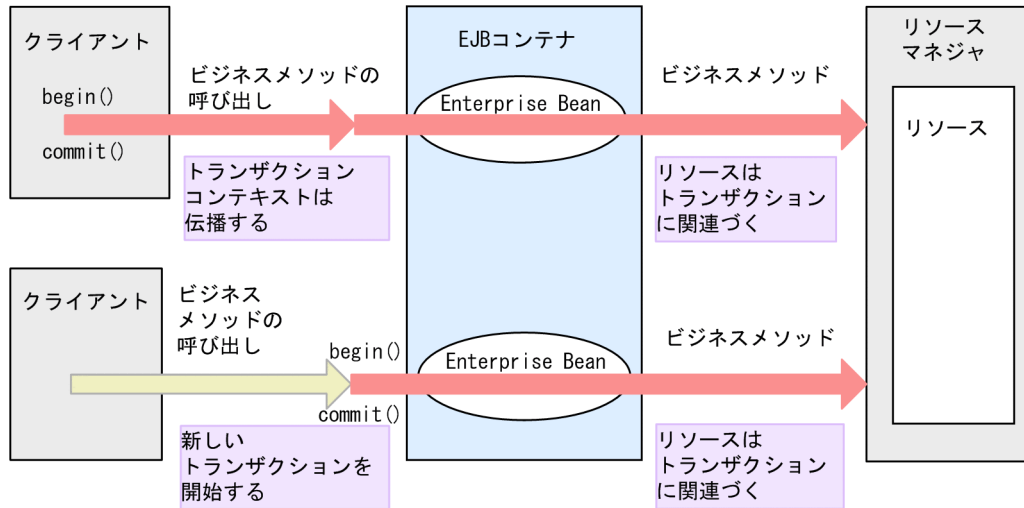 クライアント
begin()
commit()
ビジネスメソッドの
呼び出し
トランザクション
コンテキストは
伝播する
EJBコンテナ
Enterprise Bean
ビジネスメソッド
リソースは
トランザクション
に関連づく
リソース
マネジャ
リソース
クライアント
ビジネス
メソッドの
呼び出し
begin()
commit()
新しい
トランザクションを
開始する
Enterprise Bean
ビジネスメソッド
リソースは
トランザクション
に関連づく